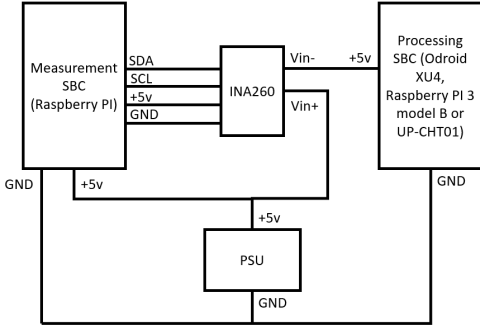 Measurement
SBC
(Raspberry PI)
SDA
SCL
+5v
GND
INA260
Vin-
+5v
Vin+
Processing
SBC (Odroid
XU4,
Raspberry PI 3
model B or
UP-CHT01)
GND
+5v
GND
+5v
PSU
GND